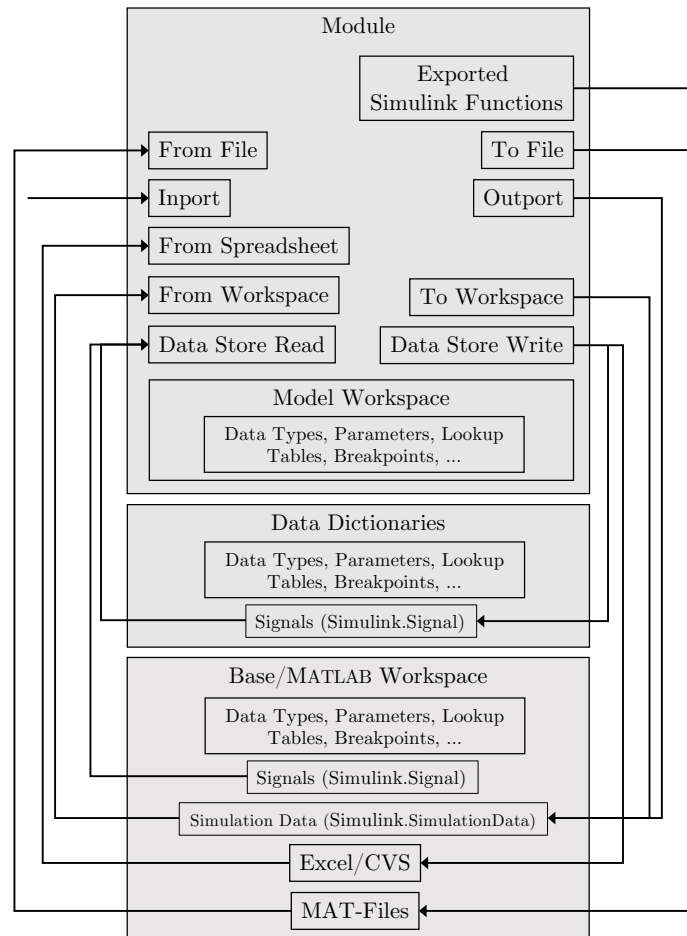 Module
Exported
Simulink Functions
From File
To File
Inport
Outport
From Spreadsheet
From Workspace
To Workspace
Data Store Read
Data Store Write
Model Workspace
Data Types, Parameters, Lookup
Tables, Breakpoints, ...
Data Dictionaries
Data Types, Parameters, Lookup
Tables, Breakpoints, ...
Signals (Simulink.Signal)
Base/MATLAB Workspace
Data Types, Parameters, Lookup
Tables, Breakpoints, ...
Signals (Simulink.Signal)
Simulation Data (Simulink.SimulationData)
Excel/CVS
MAT-Files